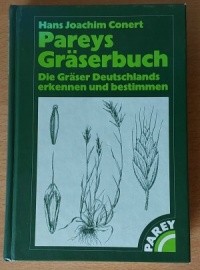 Hans Joachim Conert
Pareys
Gräserbuch
Die Gräser Deutschlands
erkennen und bestimmen
PAREY